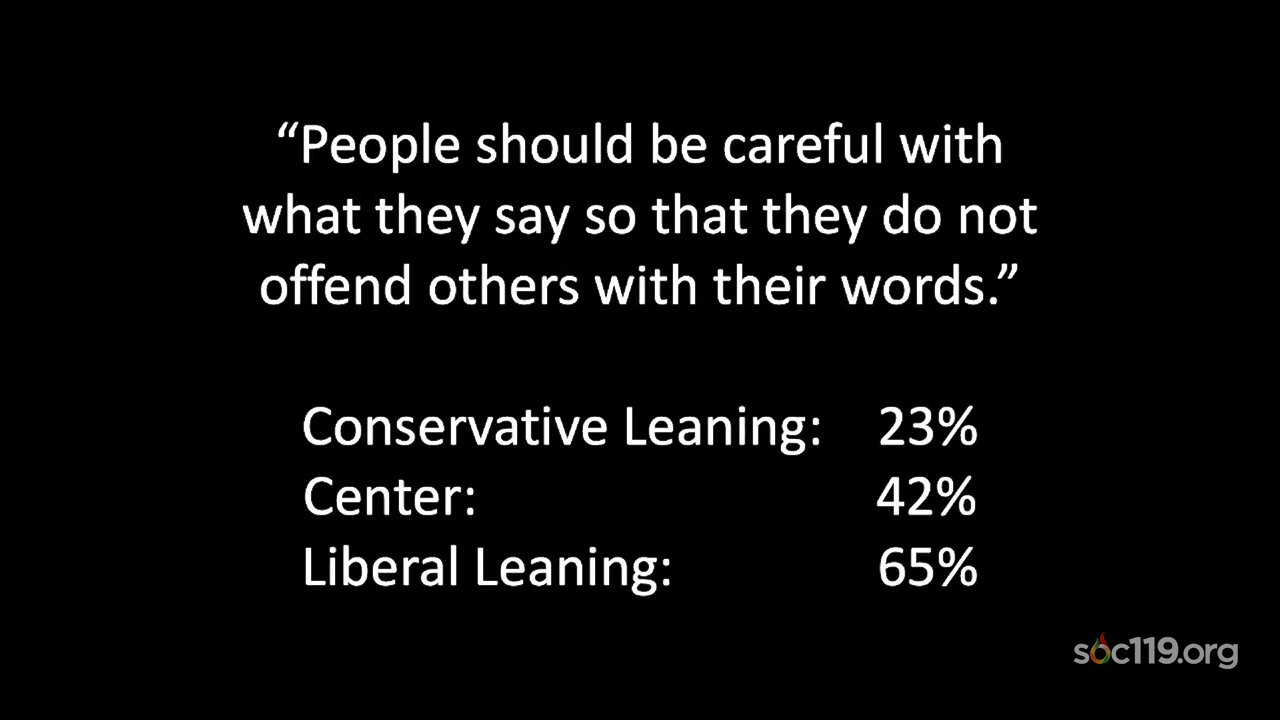 “People should be careful with
what they say so that they do not
offend others with their words.”
Conservative Leaning: 23%
Center: 42%
Liberal Leaning: 65%
soc119.org